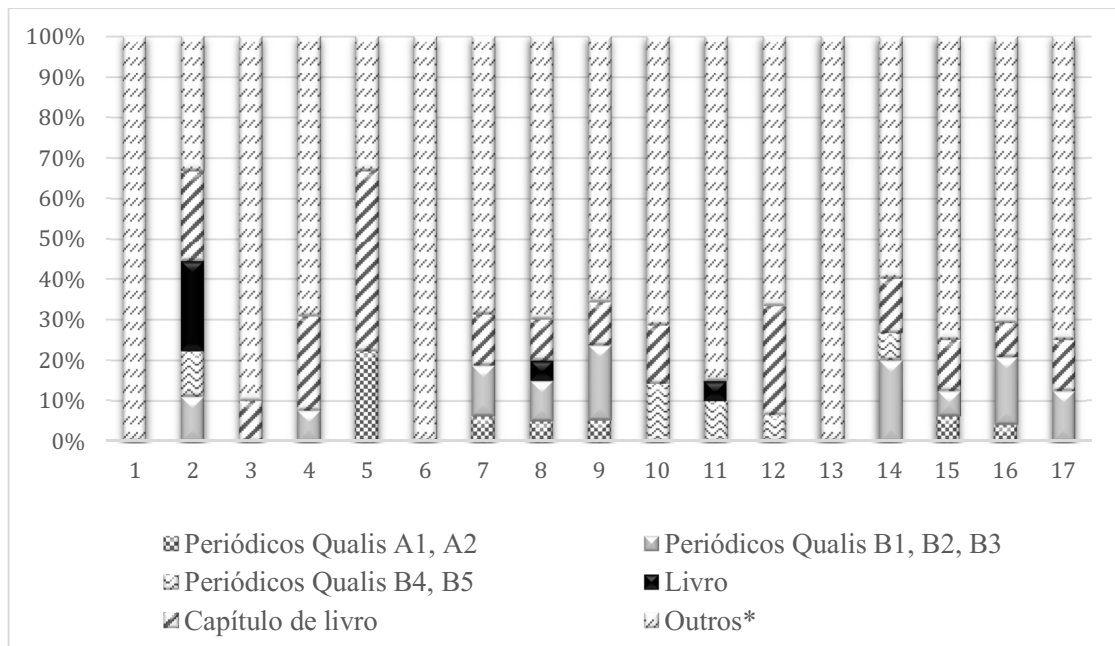 100%
90%
80%
70%
60%
50%
40%
30%
20%
10%
0%
1 2 3 4 5 6 7 8 9 10 11 12 13 14 15 16 17
Periódicos Qualis A1, A2 Periódicos Qualis B1, B2, B3
Periódicos Qualis B4, B5 Livro
Capítulo de livro Outros*